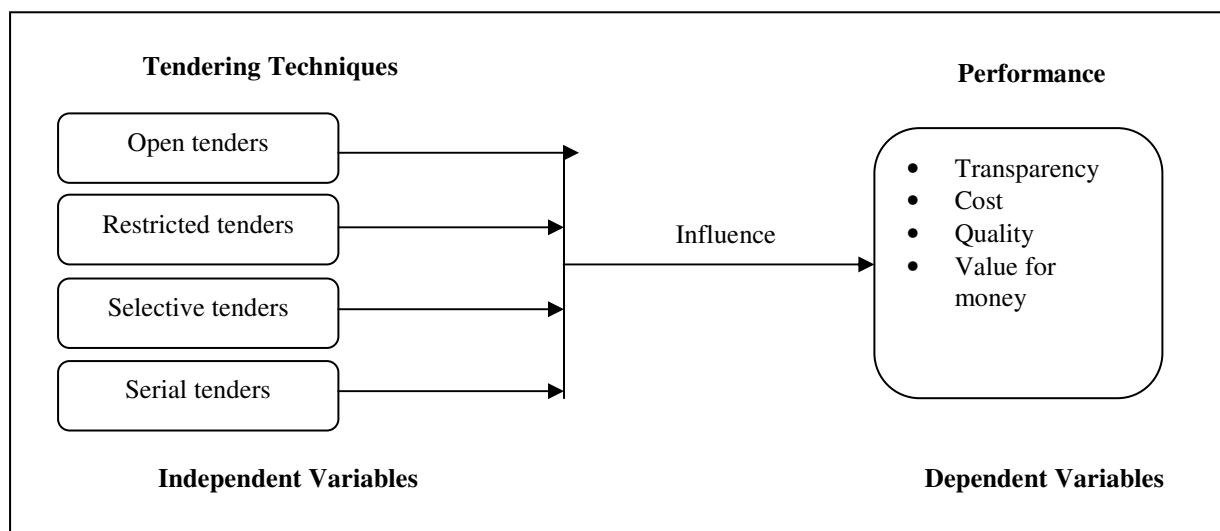 Tendering Techniques
Open tenders
Restricted tenders
Selective tenders
Serial tenders
Independent Variables
Influence
Performance
• Transparency
• Cost
• Quality
• Value for
money
Dependent Variables